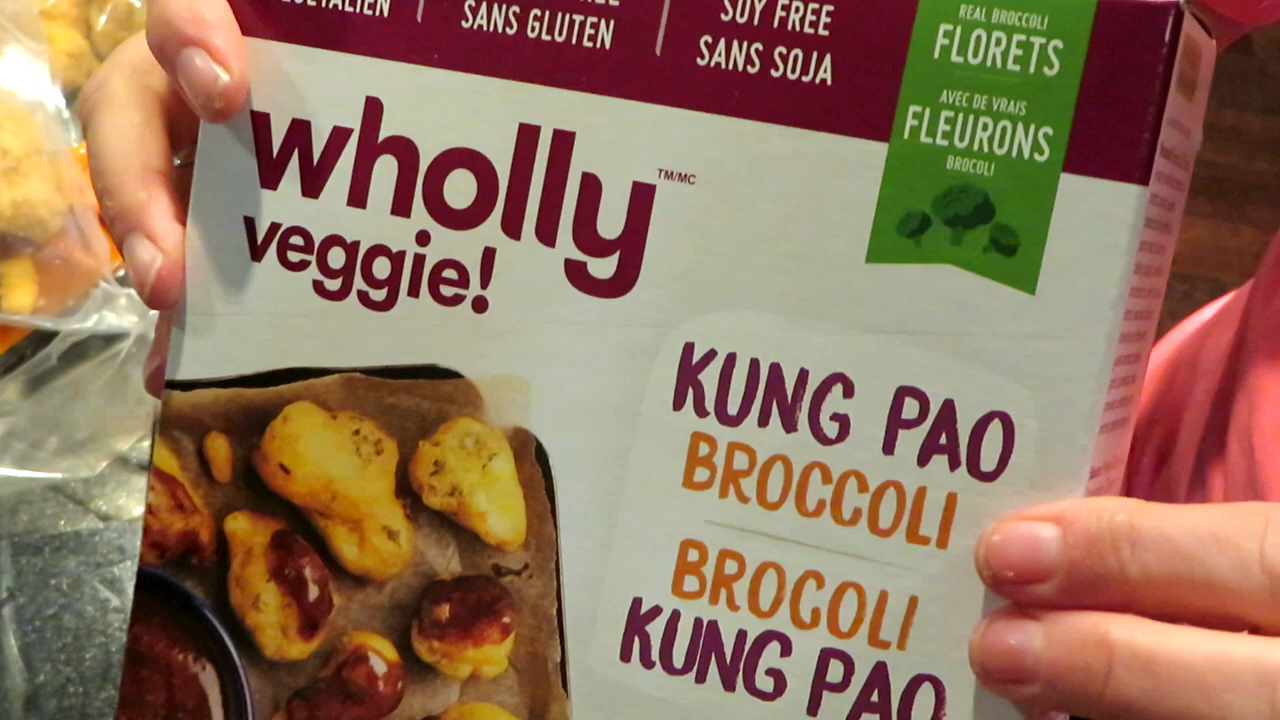 SANS GLUTEN
SOY FREE
SANS SOJA
REAL BROCCOLI
FLORETS
AVEC DE VRAIS
FLEURONS
BROCOLI
wholly
TM/MC
veggie!
KUNG PAO
BROCCOLI
BROCOLI
KUNG PAO